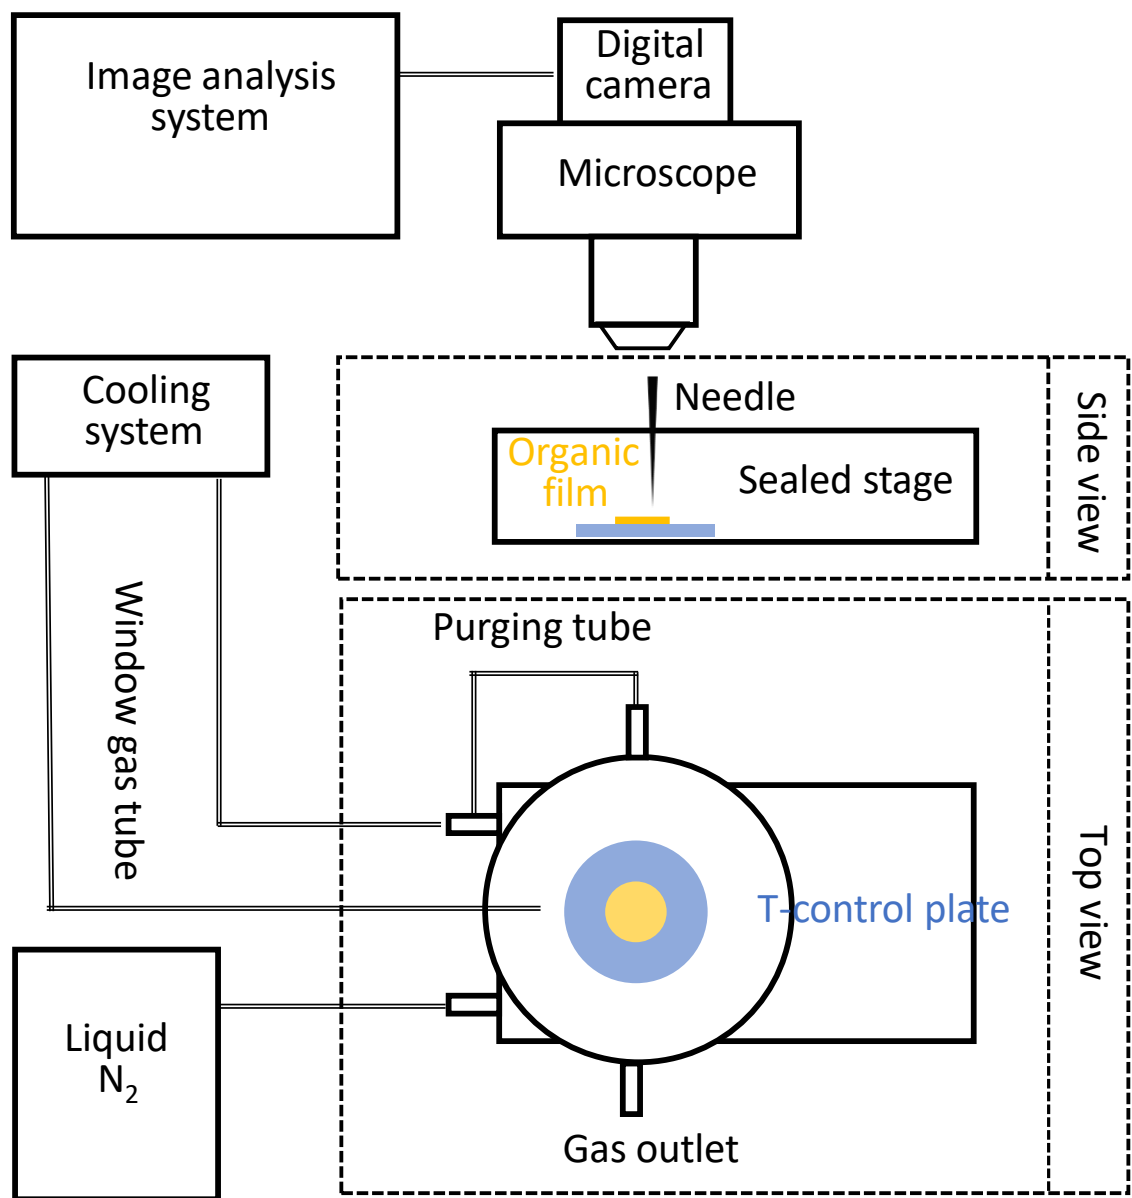 Image analysis
system
Digital
camera
Microscope
Cooling
system
Needle
Organic
film
Sealed stage
Side view
Window gas tube
Purging tube
T-control plate
Top view
Liquid
N₂
Gas outlet